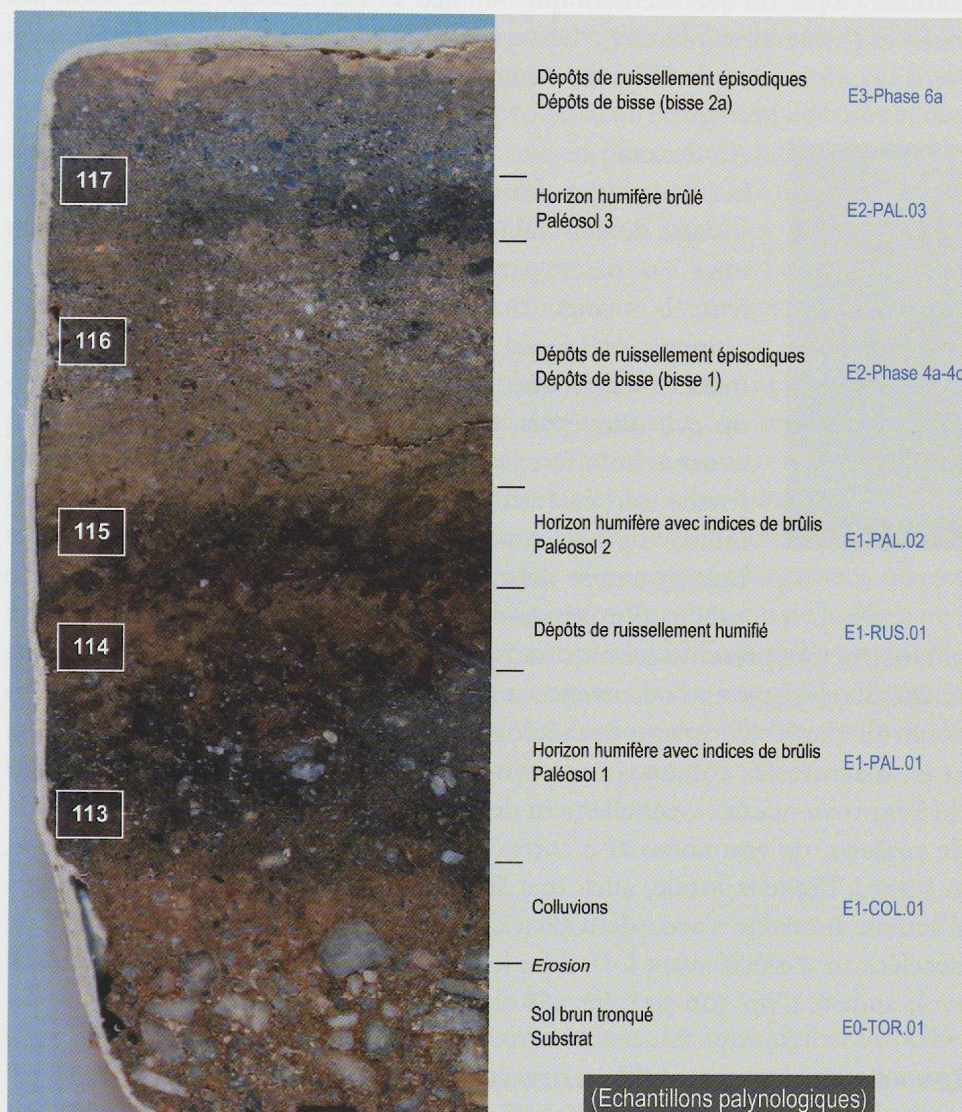 Dépôts de ruissellement épisodiques
Dépôts de bisse (bisse 2a)
E3-Phase 6a
117
Horizon humifère brûlé
Paléosol 3
E2-PAL.03
116
Dépôts de ruissellement épisodiques
Dépôts de bisse (bisse 1)
E2-Phase 4a-4c
115
Horizon humifère avec indices de brûlis
Paléosol 2
E1-PAL.02
114
Dépôts de ruissellement humifié
E1-RUS.01
Horizon humifère avec indices de brûlis
Paléosol 1
E1-PAL.01
113
Colluvions
E1-COL.01
Erosion
Sol brun tronqué
Substrat
E0-TOR.01
(Echantillons palynologiques)